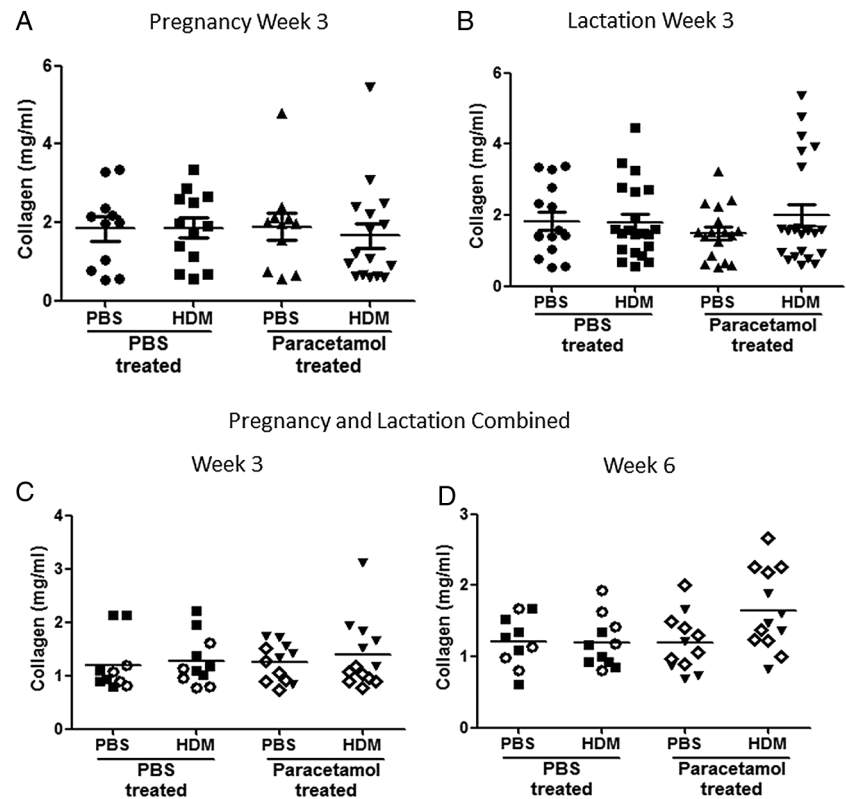 A
Pregnancy Week 3
Collagen (mg/ml)
6
4
2
0
PBS HDM PBS HDM
PBS treated
Paracetamol treated
B
Lactation Week 3
Collagen (mg/ml)
6
4
2
0
PBS HDM PBS HDM
PBS treated
Paracetamol treated
Pregnancy and Lactation Combined
C
Week 3
Collagen (mg/ml)
4
3
2
1
0
PBS HDM PBS HDM
PBS treated
Paracetamol treated
D
Week 6
Collagen (mg/ml)
3
2
1
0
PBS HDM PBS HDM
PBS treated
Paracetamol treated